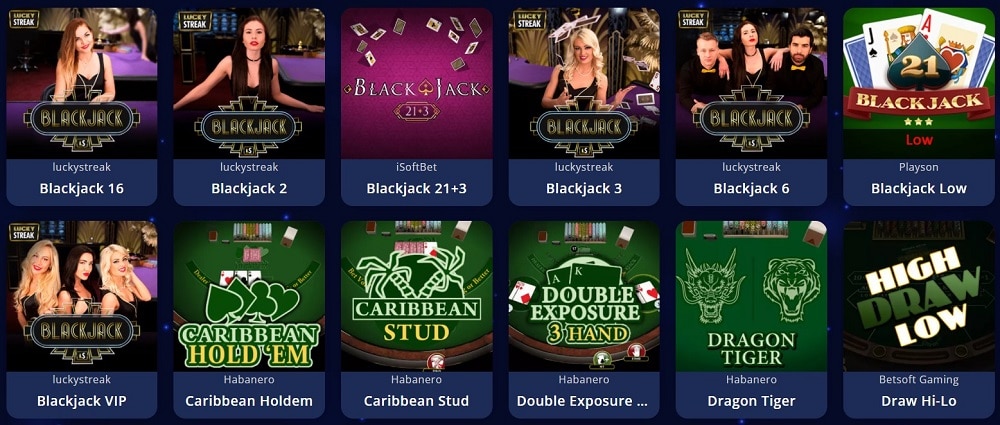 LUCKY
STREAK
BLACKJACK
luckystreak
Blackjack 16
BLACKJACK
luckystreak
Blackjack 2
BLACKJACK
21+3
iSoftBet
Blackjack 21+3
LUCKY
STREAK
BLACKJACK
luckystreak
Blackjack 3
LUCKY
STREAK
BLACKJACK
luckystreak
Blackjack 6
J
A
21
BLACKJACK
Low
Playson
Blackjack Low
LUCKY
STREAK
BLACKJACK
luckystreak
Blackjack VIP
CARIBBEAN
HOLD 'EM
Habanero
Caribbean Holdem
CARIBBEAN
STUD
Habanero
Caribbean Stud
A K
DOUBLE
EXPOSURE
3 HAND
Habanero
Double Exposure ...
DRAGON
TIGER
Habanero
Dragon Tiger
HIGH
DRAW
LOW
Betsoft Gaming
Draw Hi-Lo